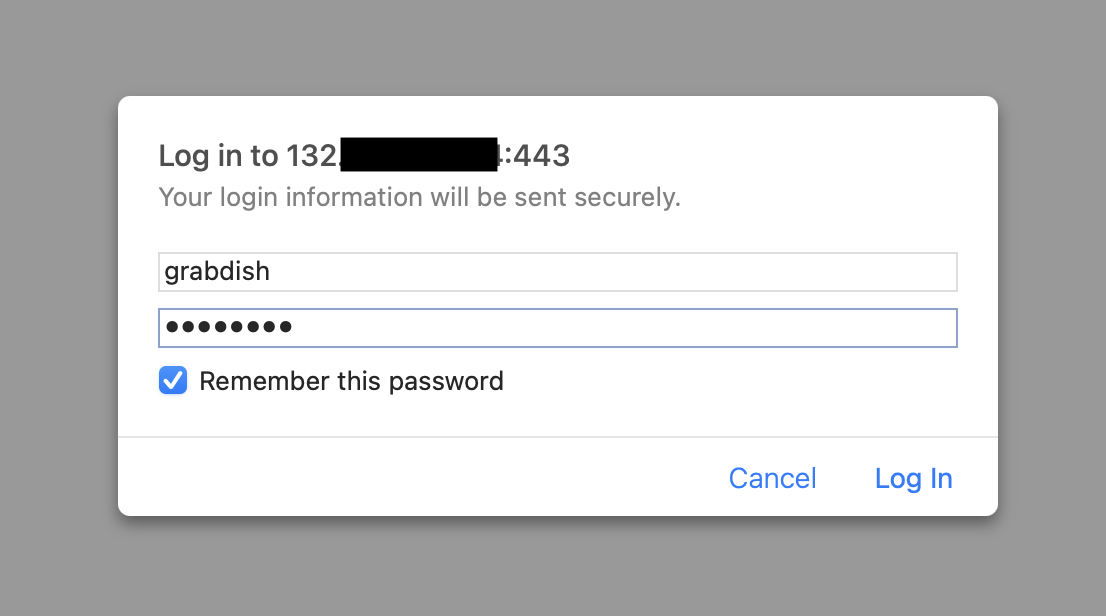 Log in to 132. :443
Your login information will be sent securely.
grabdish
••••••••
Remember this password
Cancel Log In